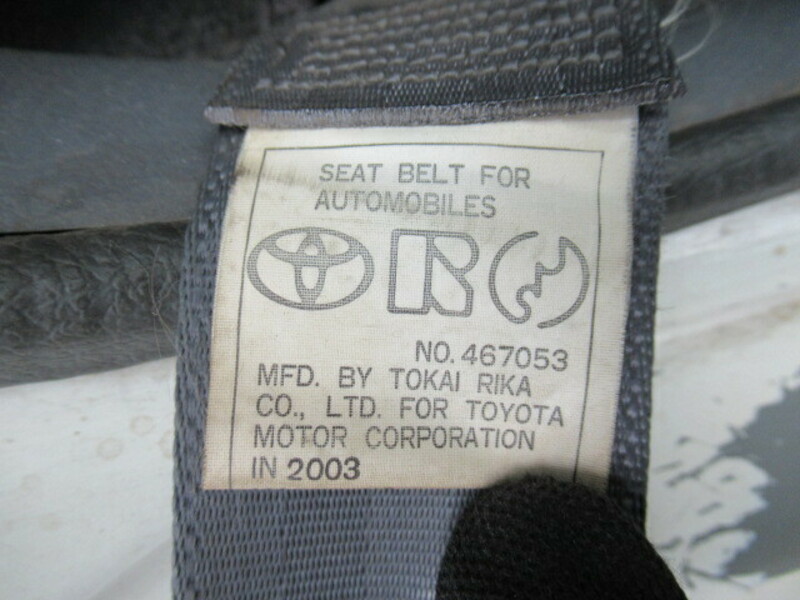 SEAT BELT FOR
AUTOMOBILES
NO. 467053
MFD. BY TOKAI RIKA
CO., LTD. FOR TOYOTA
MOTOR CORPORATION
IN 2003